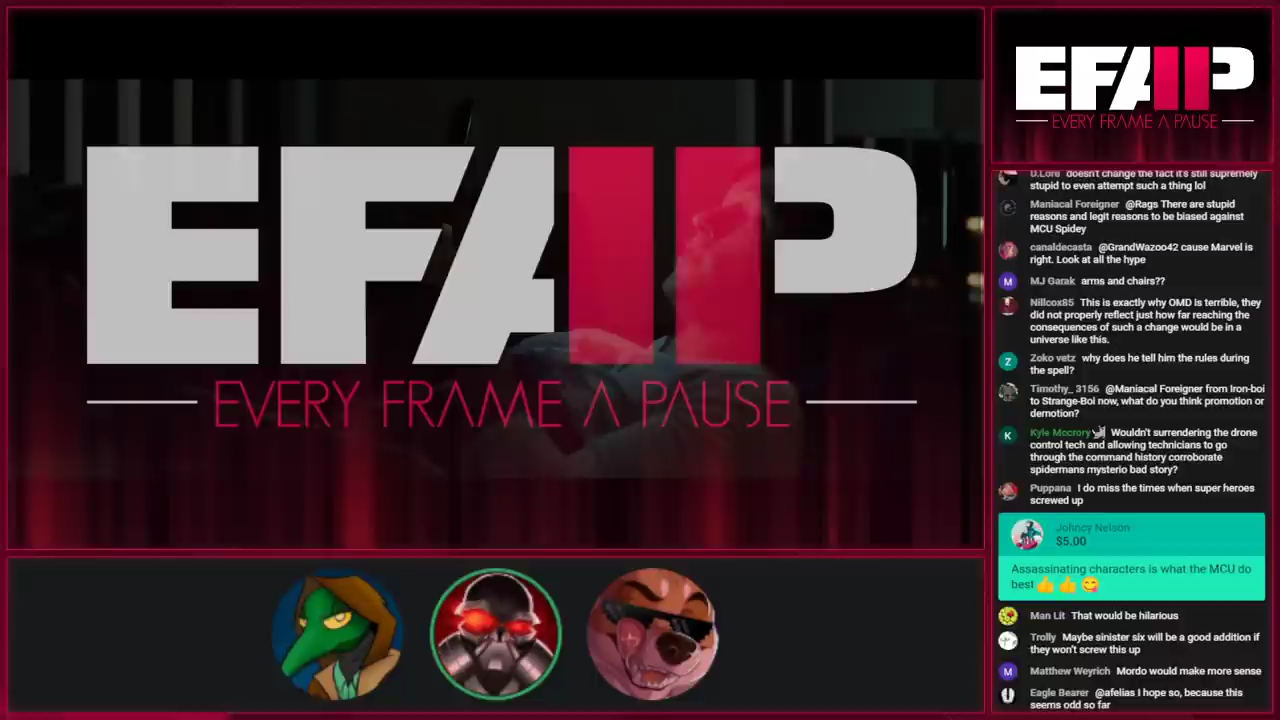 EFAP
EVERY FRAME A PAUSE
EFAP
EVERY FRAME A PAUSE
D.Lord doesn't change the fact it's still supremely
stupid to even attempt such a thing lol
Maniacal Foreigner @Rags There are stupid
reasons and legit reasons to be biased against
MCU Spidey
canaldecasta @GrandWazoo42 cause Marvel is
right. Look at all the hype
M
MJ Garak arms and chairs??
Nillcox85 This is exactly why OMD is terrible, they
did not properly reflect just how far reaching the
consequences of such a change would be in a
universe like this.
Z
Zoko vetz why does he tell him the rules during
the spell?
Timothy_ 3156 @Maniacal Foreigner from Iron-boi
to Strange-Boi now, what do you think promotion or
demotion?
K
Kyle Mccrory Wouldn't surrendering the drone
control tech and allowing technicians to go
through the command history corroborate
spidermans mysterio bad story?
Puppana I do miss the times when super heroes
screwed up
Johncy Nelson
$5.00
Assassinating characters is what the MCU do
best 👍 👍 😋
Man Lit That would be hilarious
Trolly Maybe sinister six will be a good addition if
they won't screw this up
M
Matthew Weyrich Mordo would make more sense
Eagle Bearer @afelias I hope so, because this
seems odd so far